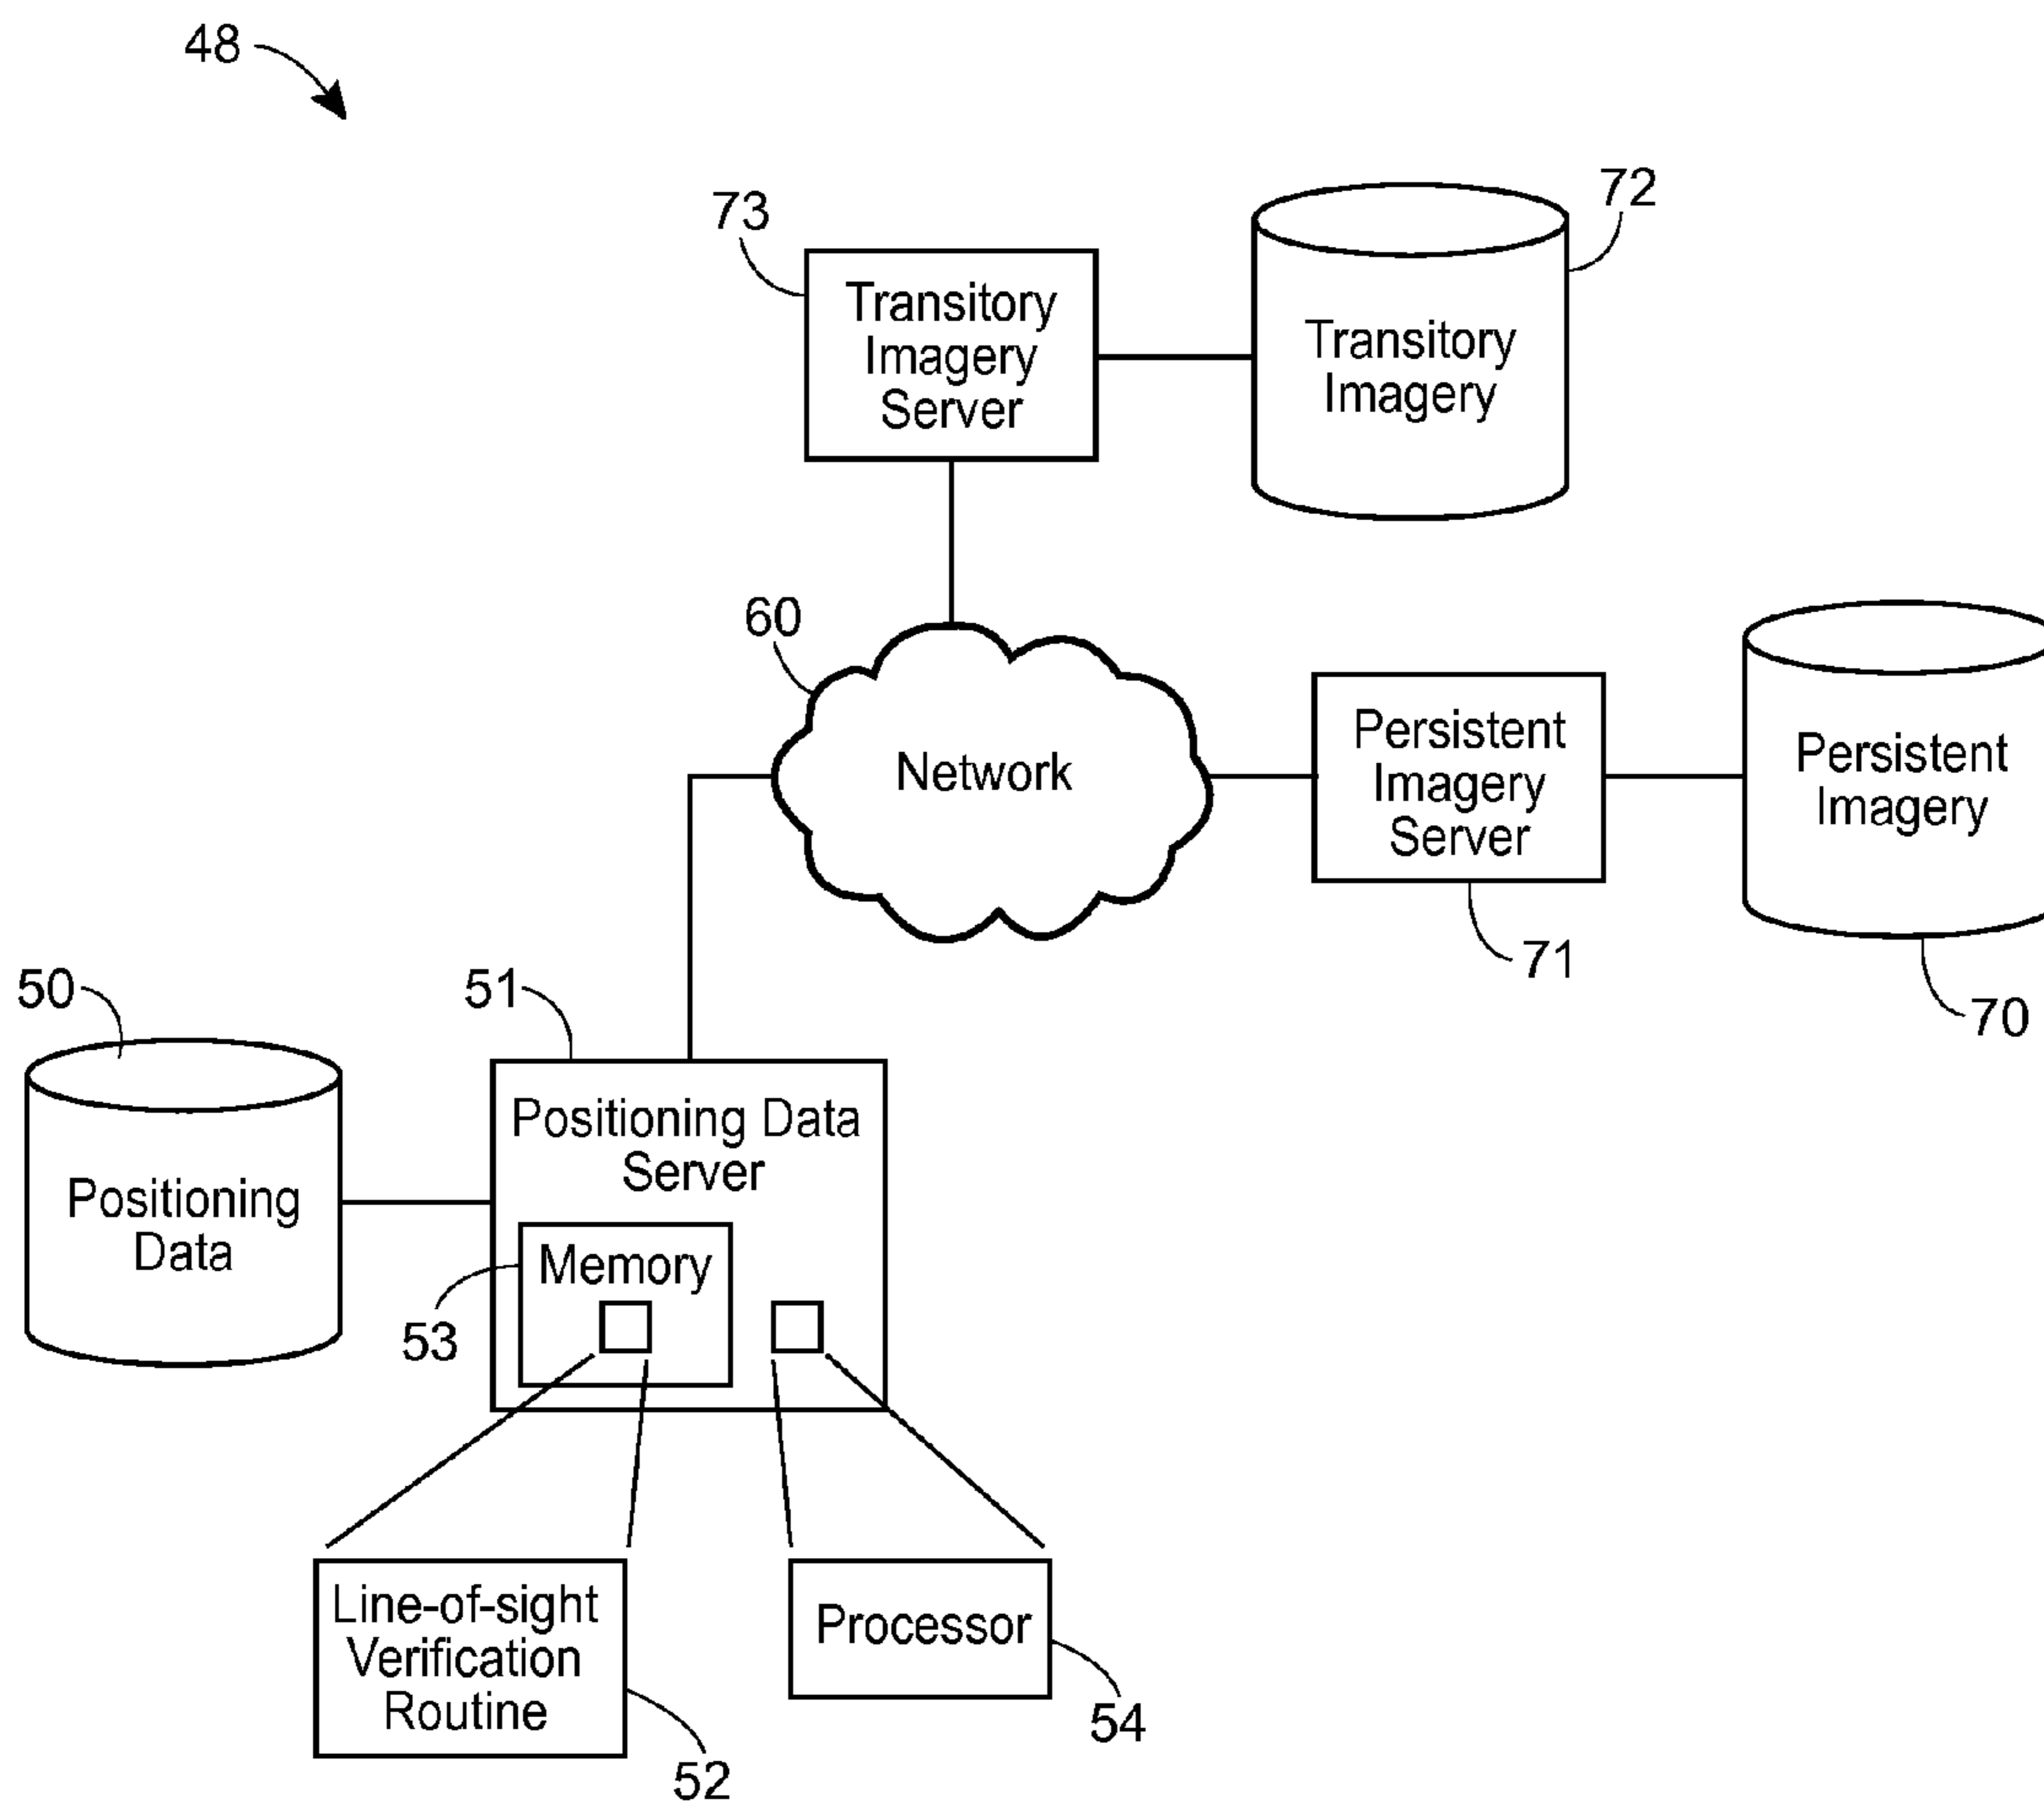 48
73
72
Transitory
Imagery
Server
Transitory
Imagery
60
Network
Persistent
Imagery
Server
Persistent
Imagery
71
70
50
51
Positioning Data
Server
Positioning
Data
Memory
53
Line-of-sight
Verification
Routine
Processor
54
52